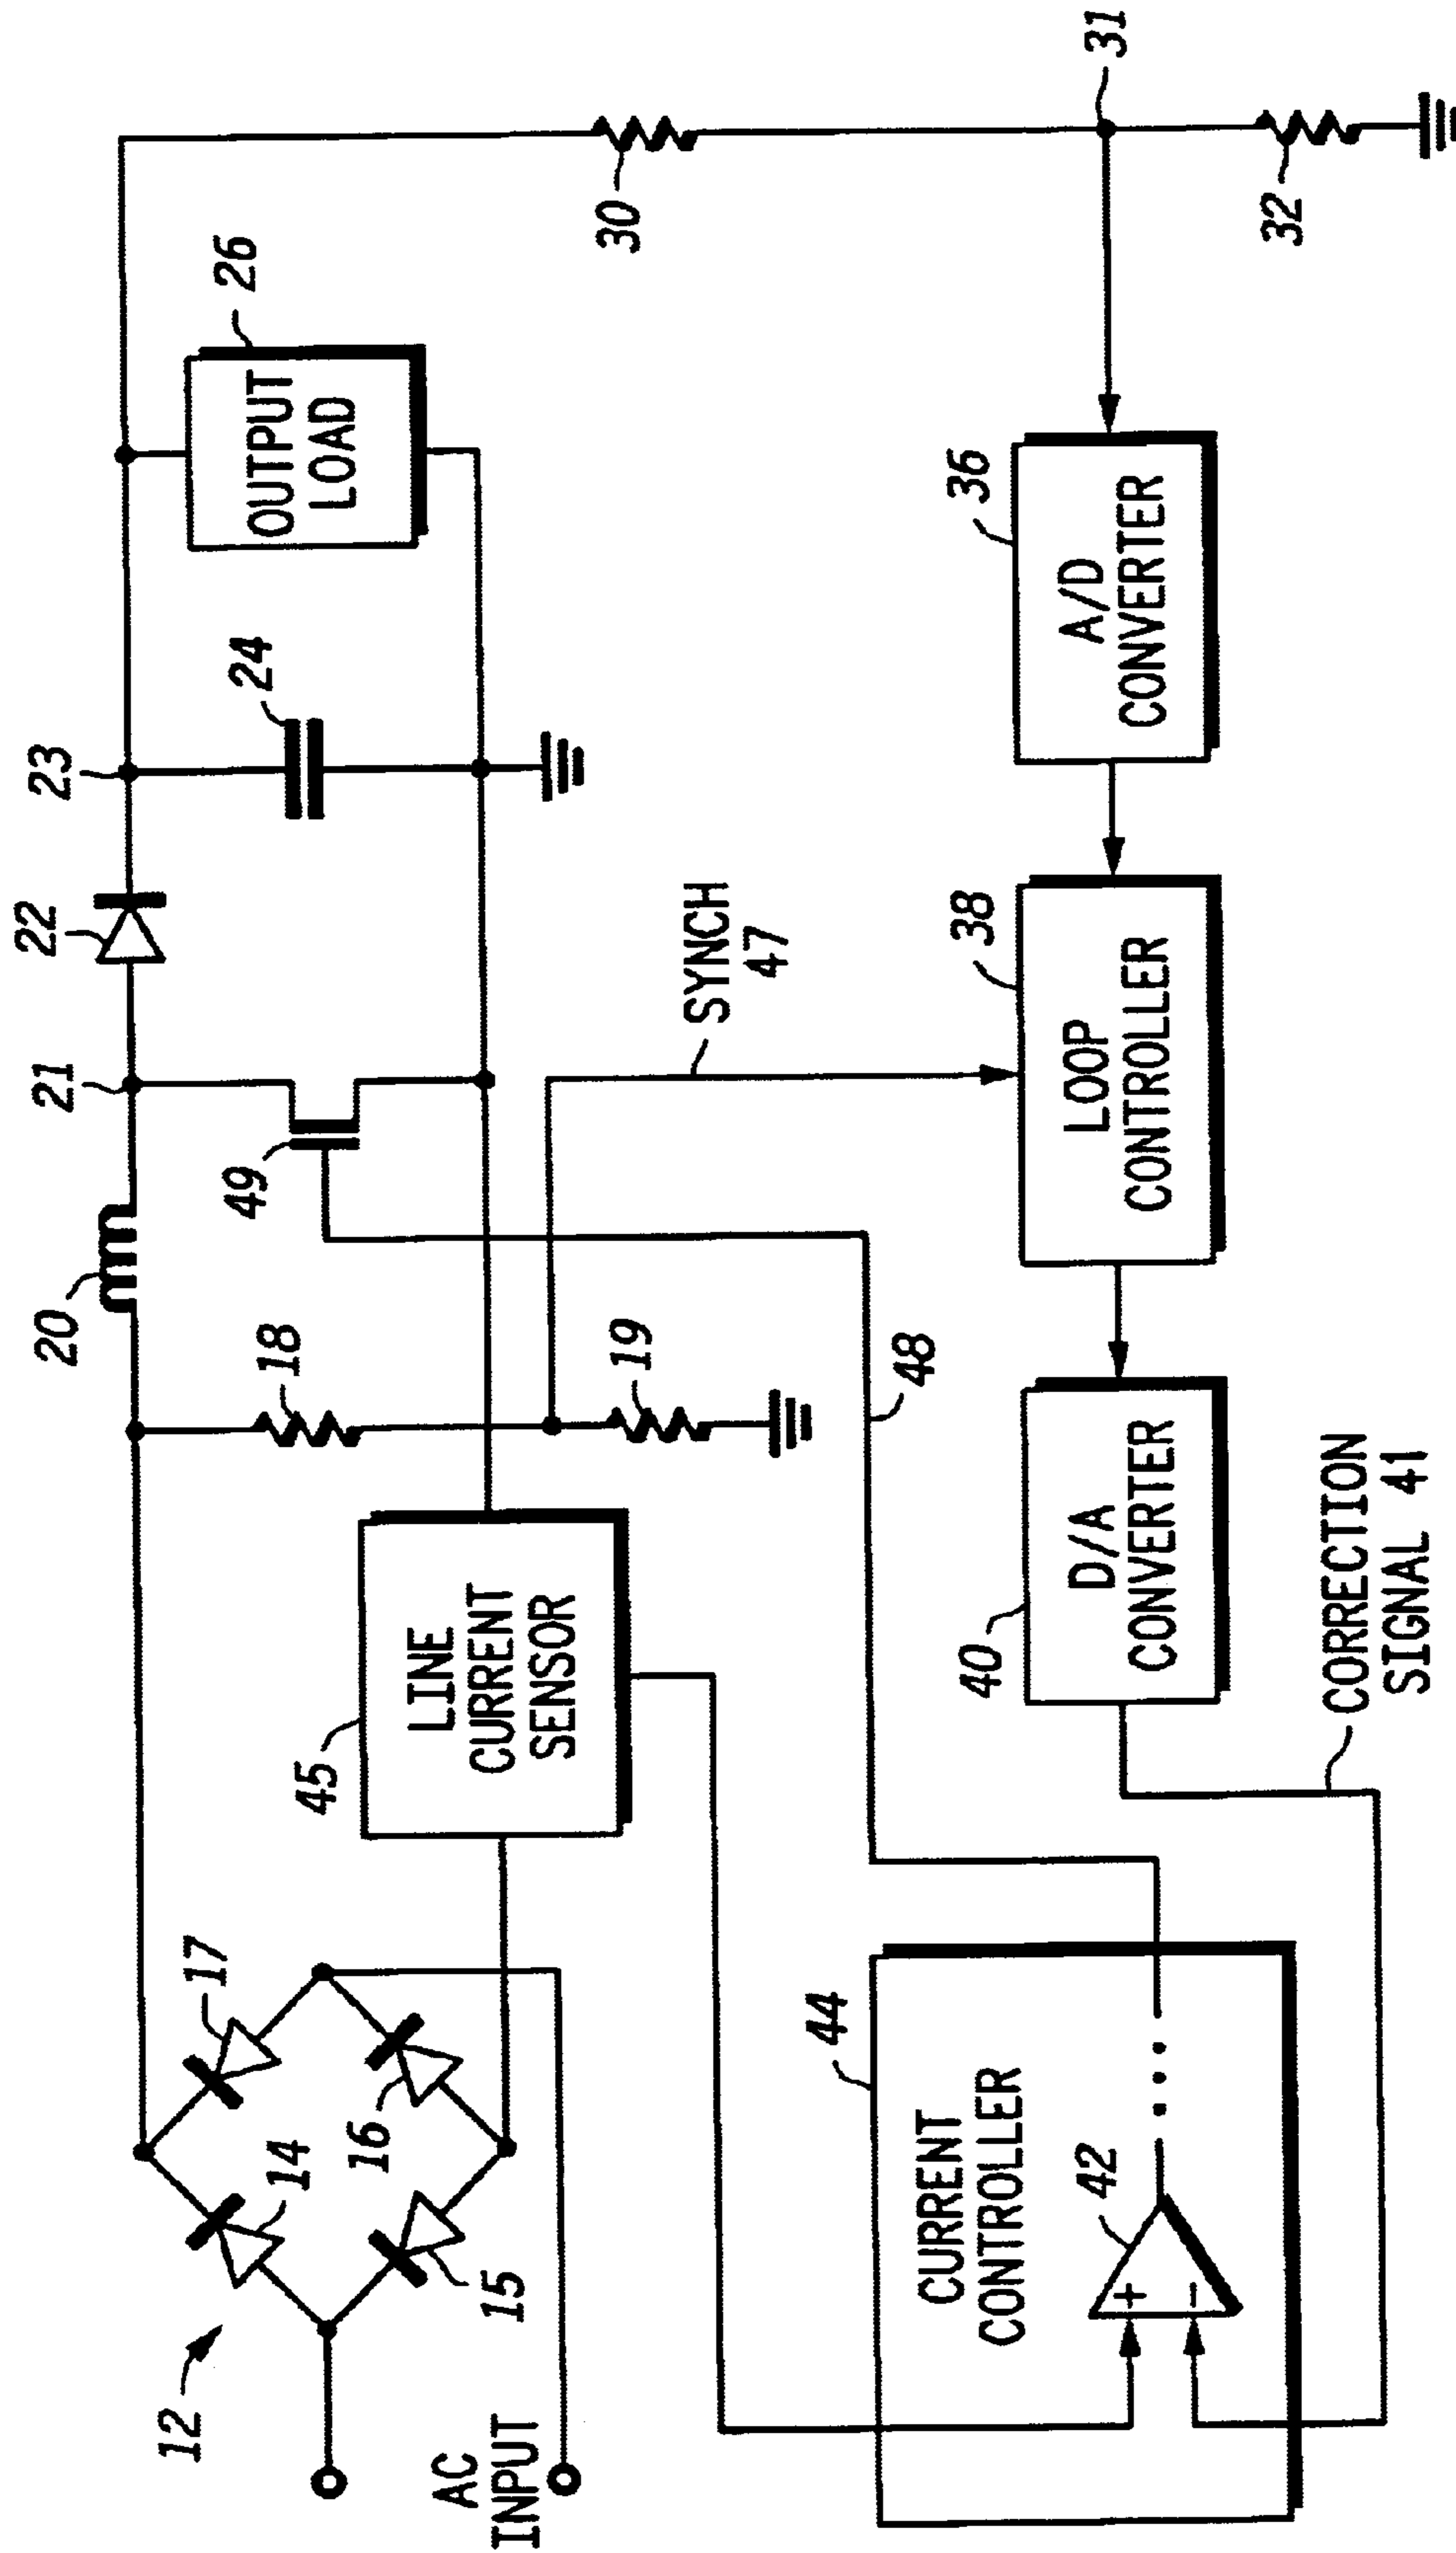 20
21
22
23
49
24
OUTPUT
LOAD
26
30
31
32
18
19
SYNCH
47
48
12
14
17
15
16
AC
INPUT
45
LINE
CURRENT
SENSOR
44
CURRENT
CONTROLLER
42
+
−
40
D/A
CONVERTER
38
LOOP
CONTROLLER
36
A/D
CONVERTER
CORRECTION
SIGNAL 41